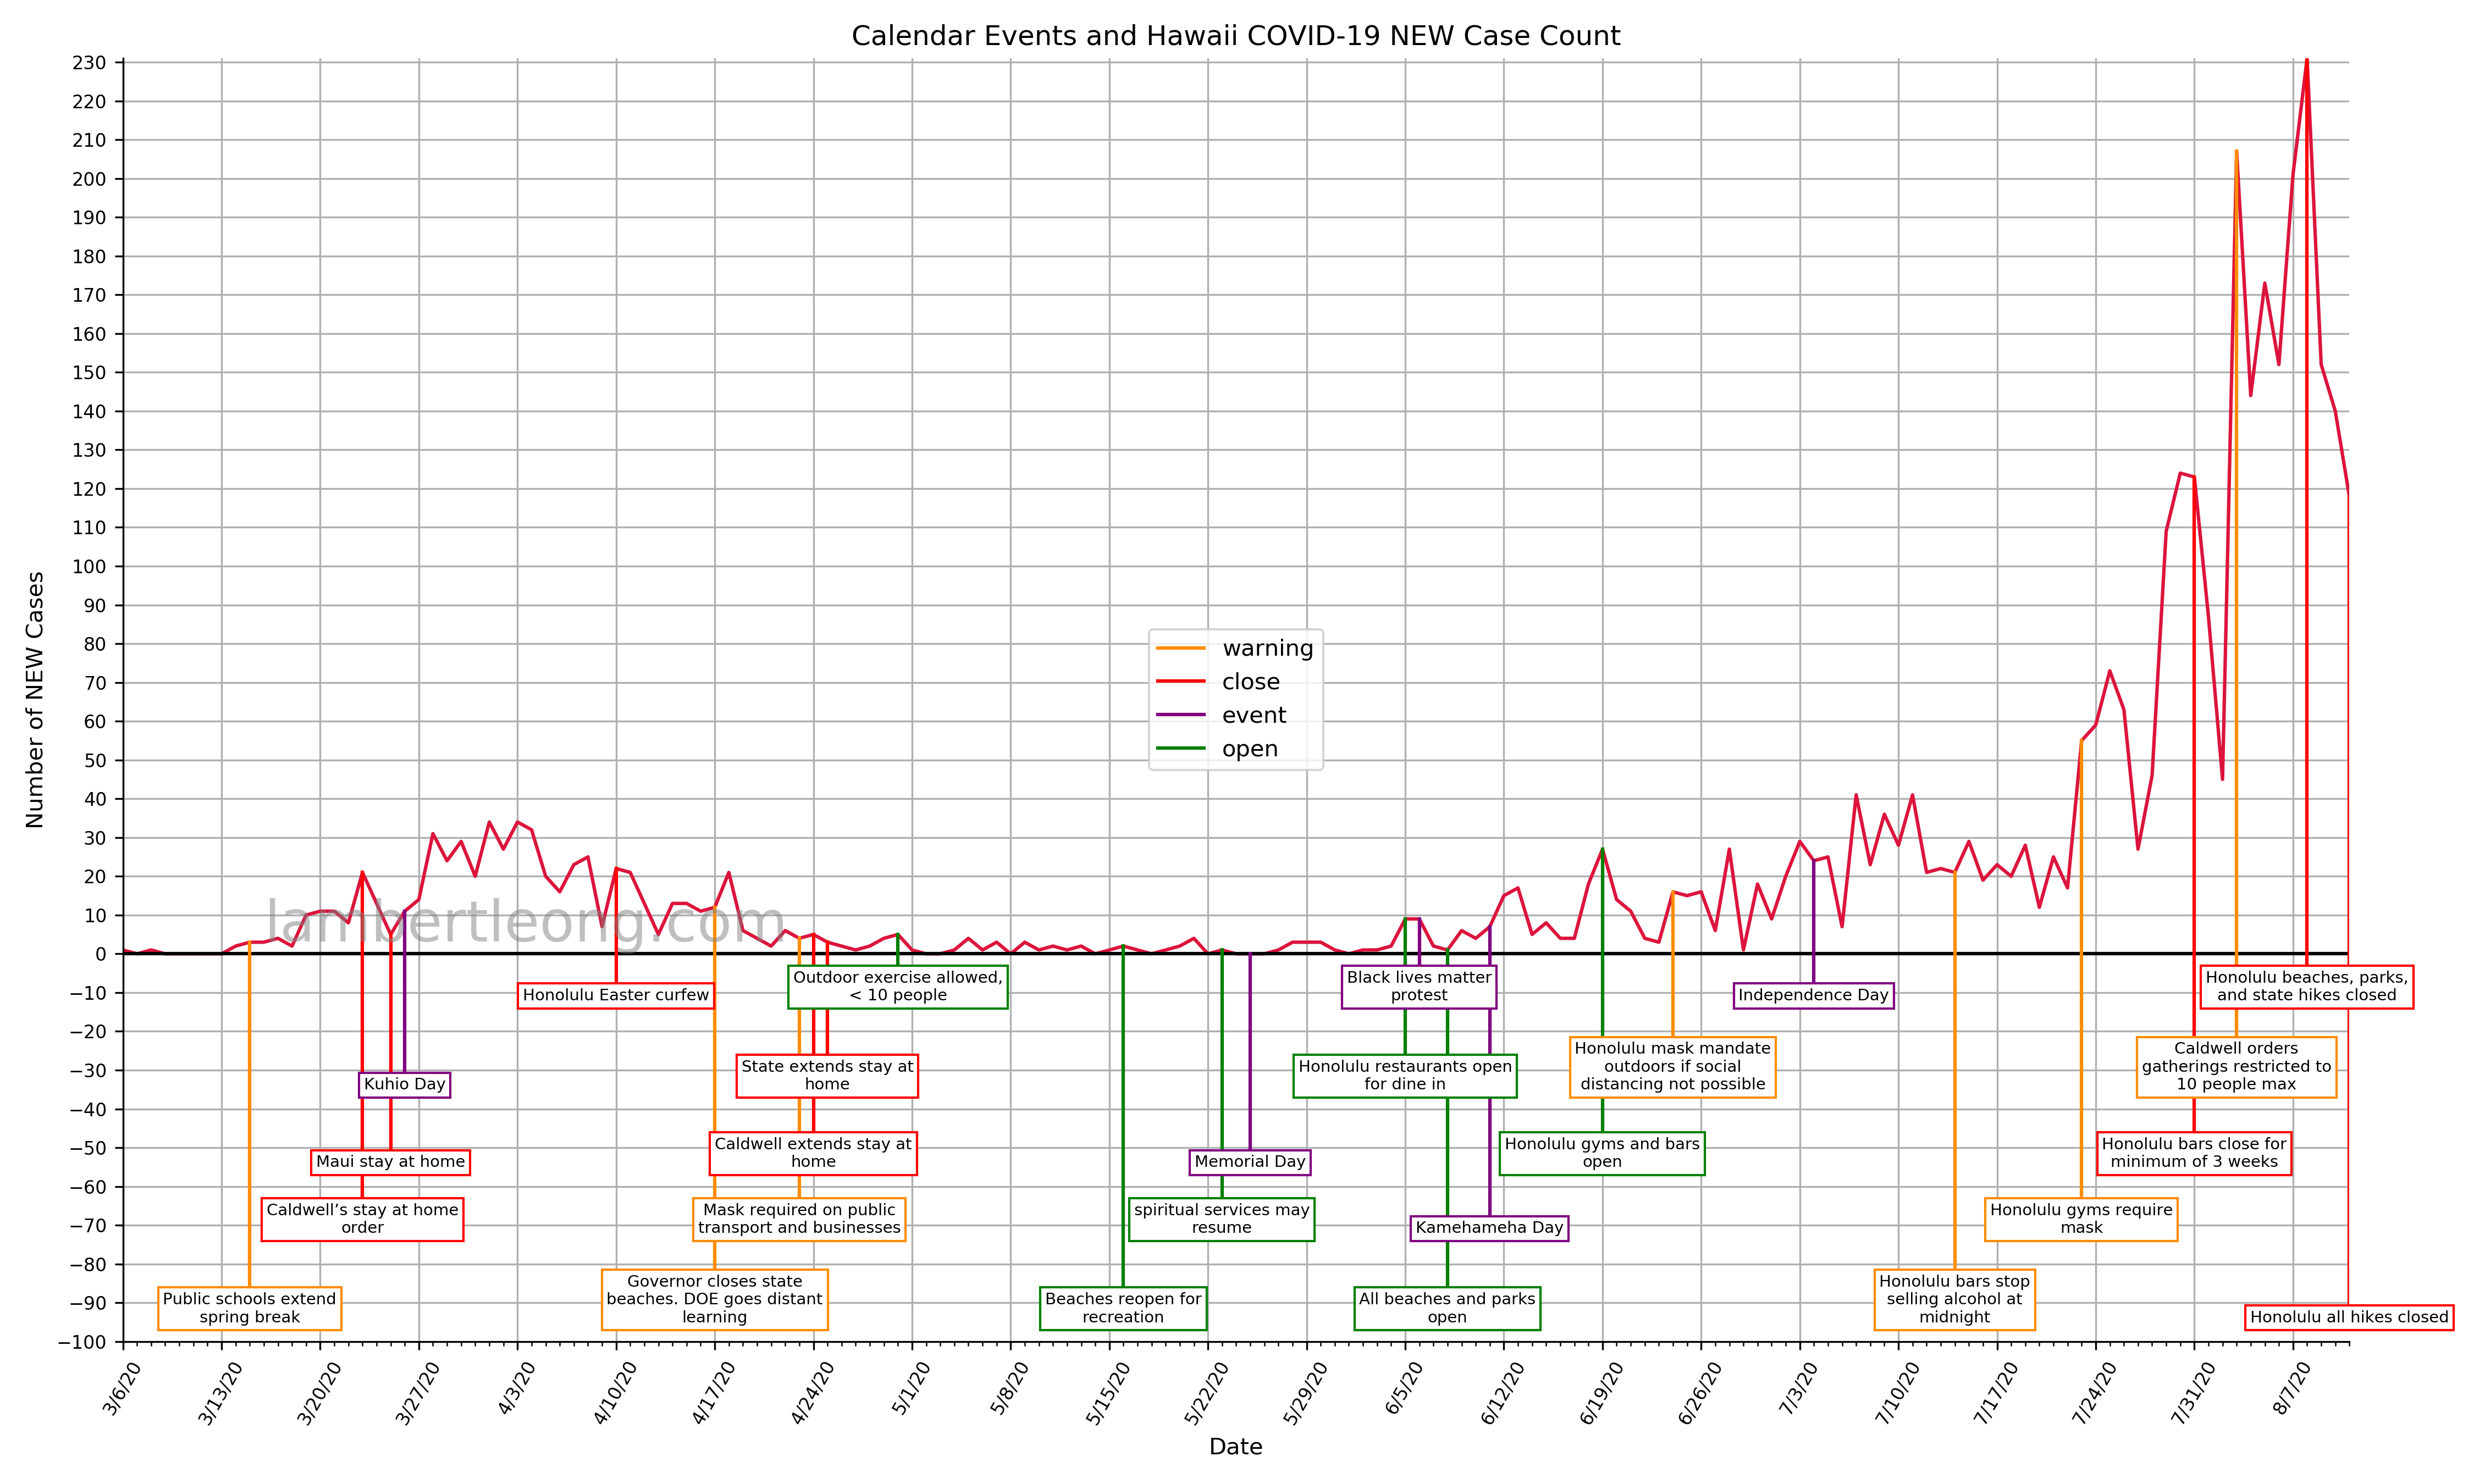 Calendar Events and Hawaii COVID-19 NEW Case Count
Number of NEW Cases
230
220
210
200
190
180
170
160
150
140
130
120
110
100
90
80
70
60
50
40
30
20
10
0
−10
−20
−30
−40
−50
−60
−70
−80
−90
−100
warning
close
event
open
lambertleong.com
Honolulu Easter curfew
Outdoor exercise allowed,
< 10 people
Black lives matter
protest
Independence Day
Honolulu beaches, parks,
and state hikes closed
Kuhio Day
State extends stay at
home
Honolulu restaurants open
for dine in
Honolulu mask mandate
outdoors if social
distancing not possible
Caldwell orders
gatherings restricted to
10 people max
Maui stay at home
Caldwell extends stay at
home
Memorial Day
Honolulu gyms and bars
open
Honolulu bars close for
minimum of 3 weeks
Caldwell’s stay at home
order
Mask required on public
transport and businesses
spiritual services may
resume
Kamehameha Day
Honolulu gyms require
mask
Public schools extend
spring break
Governor closes state
beaches. DOE goes distant
learning
Beaches reopen for
recreation
All beaches and parks
open
Honolulu bars stop
selling alcohol at
midnight
Honolulu all hikes closed
3/6/20
3/13/20
3/20/20
3/27/20
4/3/20
4/10/20
4/17/20
4/24/20
5/1/20
5/8/20
5/15/20
5/22/20
5/29/20
6/5/20
6/12/20
6/19/20
6/26/20
7/3/20
7/10/20
7/17/20
7/24/20
7/31/20
8/7/20
Date